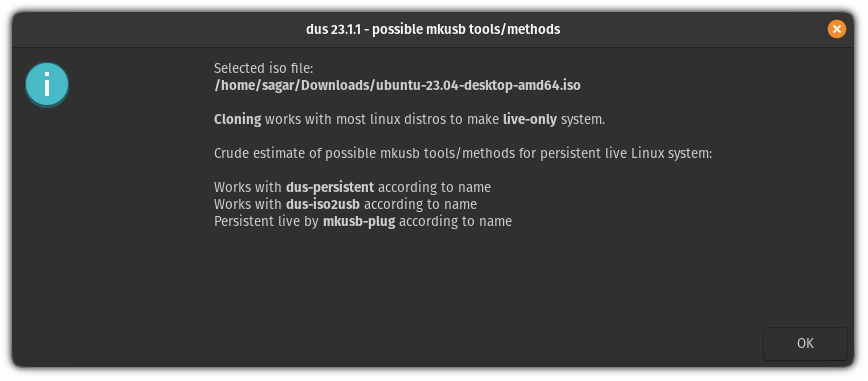 dus 23.1.1 - possible mkusb tools/methods
Selected iso file:
/home/sagar/Downloads/ubuntu-23.04-desktop-amd64.iso
Cloning works with most linux distros to make live-only system.
Crude estimate of possible mkusb tools/methods for persistent live Linux system:
Works with dus-persistent according to name
Works with dus-iso2usb according to name
Persistent live by mkusb-plug according to name
OK